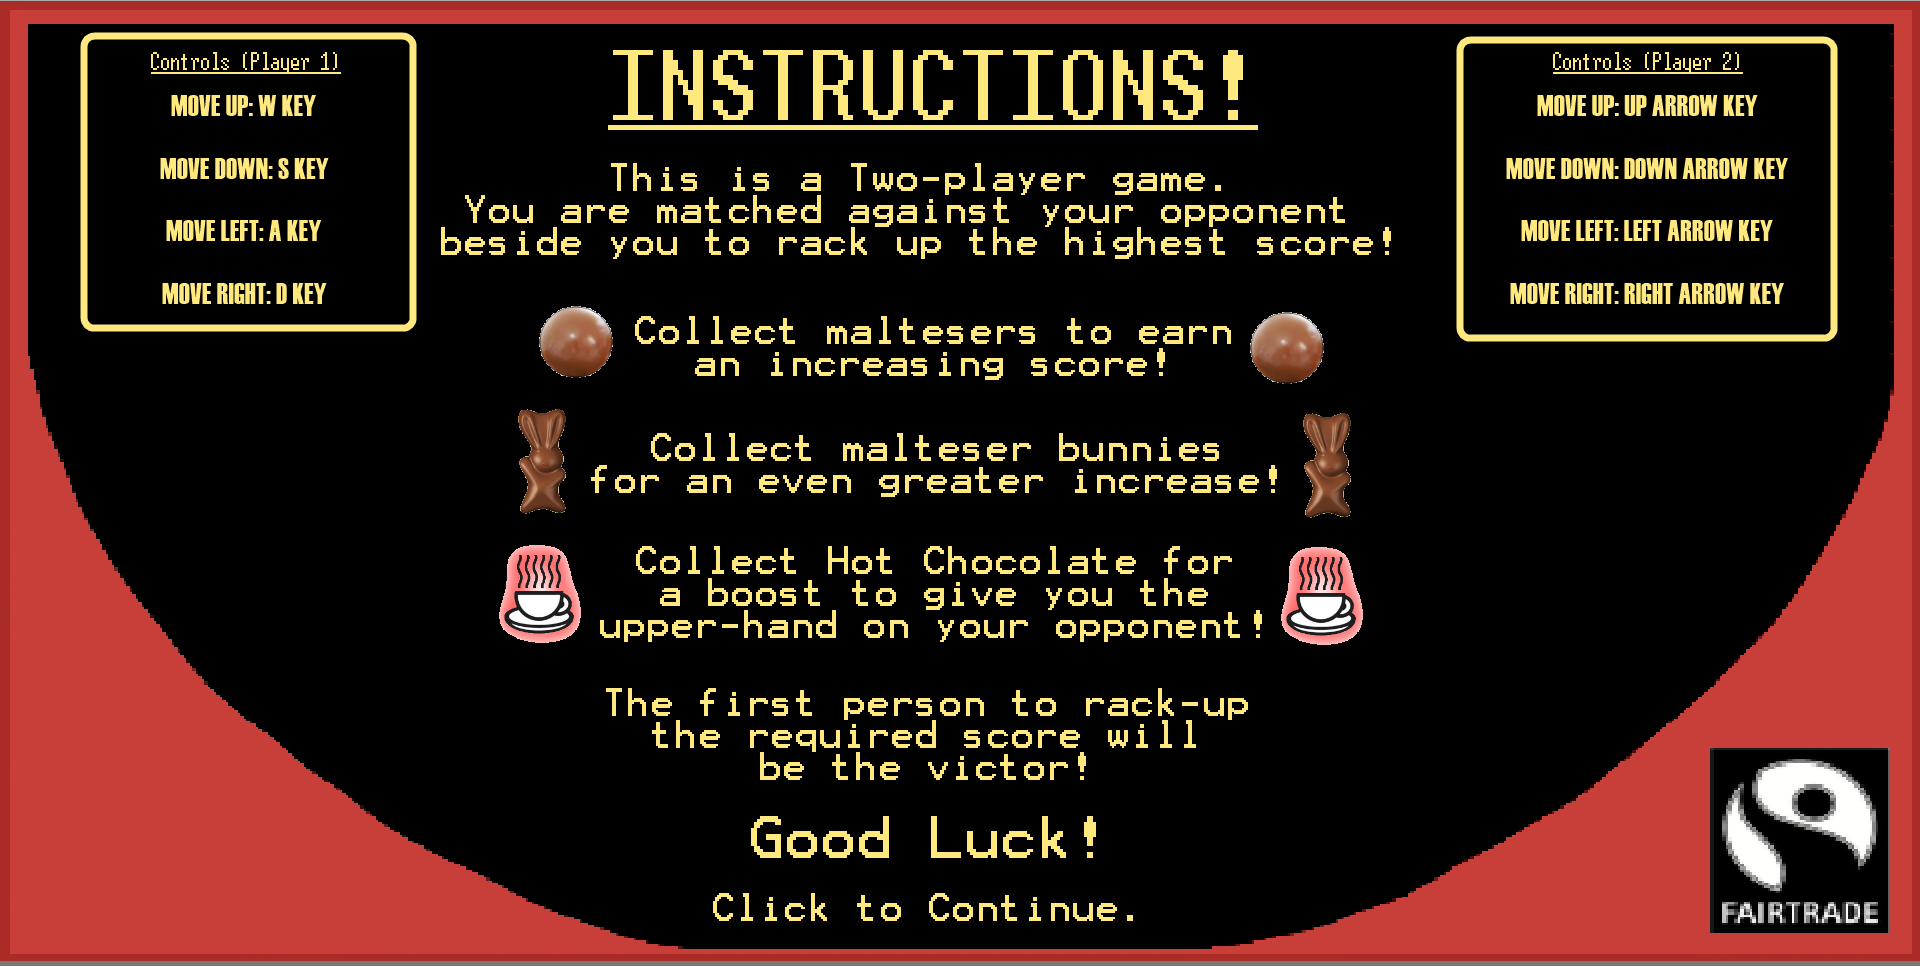 Controls (Player 1)
MOVE UP: W KEY
MOVE DOWN: S KEY
MOVE LEFT: A KEY
MOVE RIGHT: D KEY
INSTRUCTIONS!
This is a Two-player game.
You are matched against your opponent
beside you to rack up the highest score!
Collect maltesers to earn
an increasing score!
Collect malteser bunnies
for an even greater increase!
Collect Hot Chocolate for
a boost to give you the
upper-hand on your opponent!
The first person to rack-up
the required score will
be the victor!
Good Luck!
Click to Continue.
Controls (Player 2)
MOVE UP: UP ARROW KEY
MOVE DOWN: DOWN ARROW KEY
MOVE LEFT: LEFT ARROW KEY
MOVE RIGHT: RIGHT ARROW KEY
FAIRTRADE